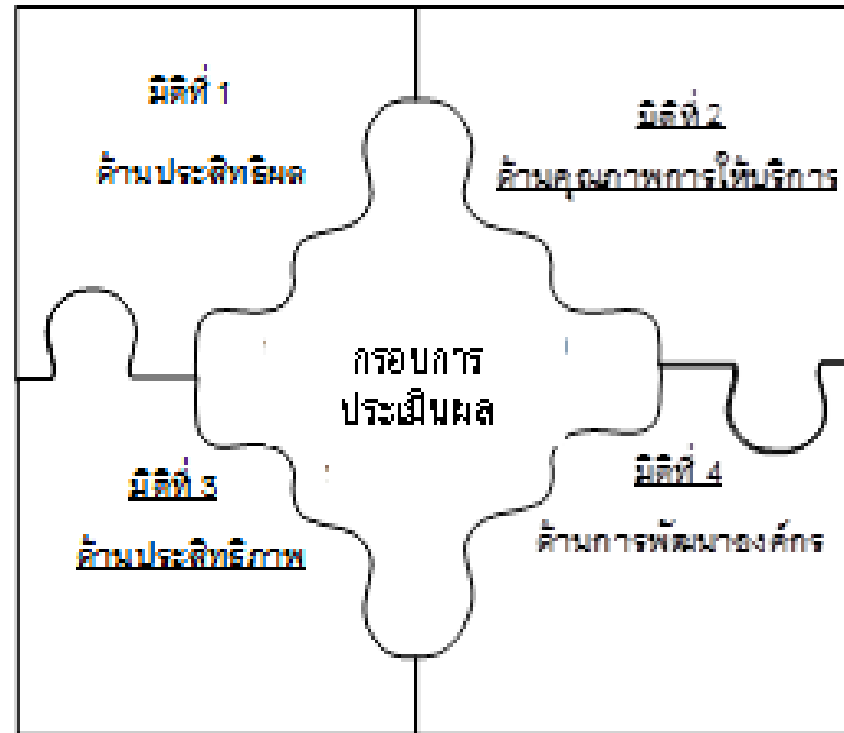 มิติที่ 1
ด้านประสิทธิผล
มิติที่ 2
ด้านคุณภาพการให้บริการ
กรอบการ
ประเมินผล
มิติที่ 3
ด้านประสิทธิภาพ
มิติที่ 4
ด้านการพัฒนาองค์กร